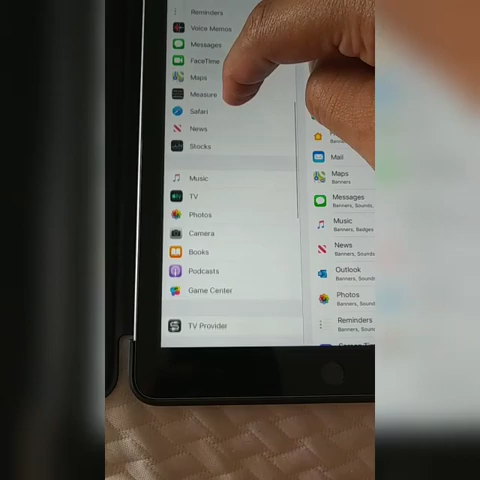 Reminders
Voice Memos
Messages
FaceTime
Maps
Measure
Safari
News
Stocks
Music
TV
Photos
Camera
Books
Podcasts
Game Center
TV Provider
Mail
Maps
Banners
Messages
Banners, Sounds,
Music
Banners, Badges
News
Banners, Sounds
Outlook
Banners, Sound
Photos
Banners, Sound
Reminders
Banners, Soun